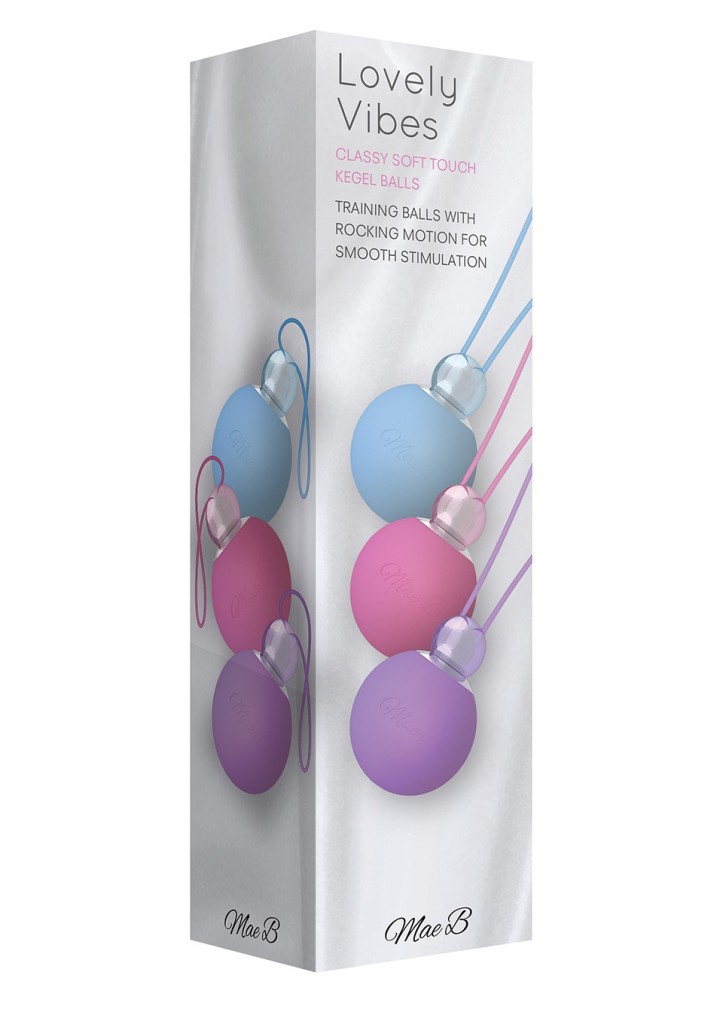 Lovely
Vibes
CLASSY SOFT TOUCH
KEGEL BALLS
TRAINING BALLS WITH
ROCKING MOTION FOR
SMOOTH STIMULATION
Mae B
Mae B